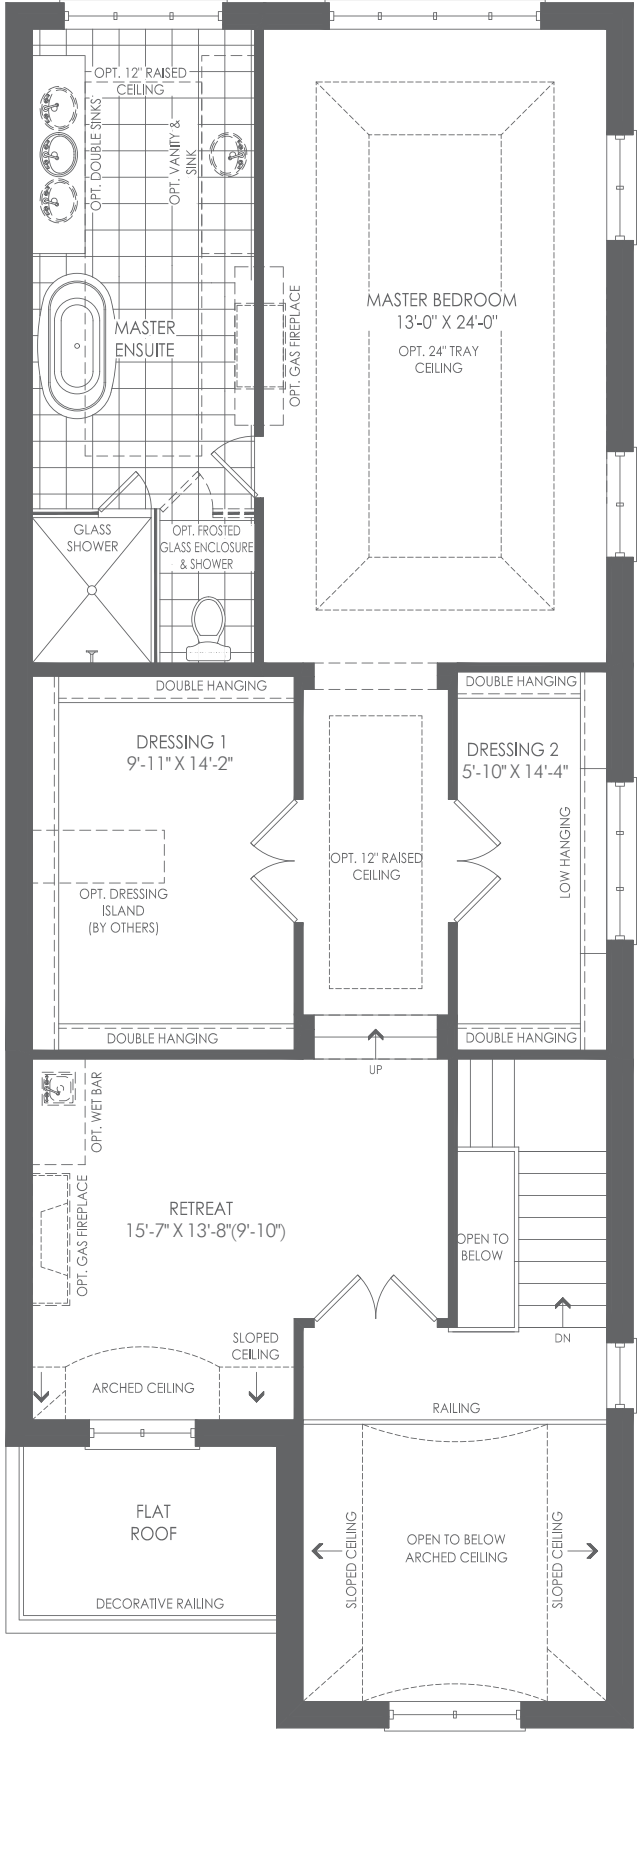 OPT. 12" RAISED
CEILING
OPT. DOUBLE SINKS
OPT. VANITY &
SINK
MASTER
ENSUITE
OPT. GAS FIREPLACE
MASTER BEDROOM
13'-0" X 24'-0"
OPT. 24" TRAY
CEILING
GLASS
SHOWER
OPT. FROSTED
GLASS ENCLOSURE
& SHOWER
DOUBLE HANGING
DRESSING 1
9'-11" X 14'-2"
OPT. DRESSING
ISLAND
(BY OTHERS)
DOUBLE HANGING
OPT. 12" RAISED
CEILING
DOUBLE HANGING
DRESSING 2
5'-10" X 14'-4"
LOW HANGING
DOUBLE HANGING
UP
OPT. WET BAR
OPT. GAS FIREPLACE
RETREAT
15'-7" X 13'-8"(9'-10")
OPEN TO
BELOW
DN
SLOPED
CEILING
ARCHED CEILING
RAILING
FLAT
ROOF
DECORATIVE RAILING
SLOPED CEILING
OPEN TO BELOW
ARCHED CEILING
SLOPED CEILING